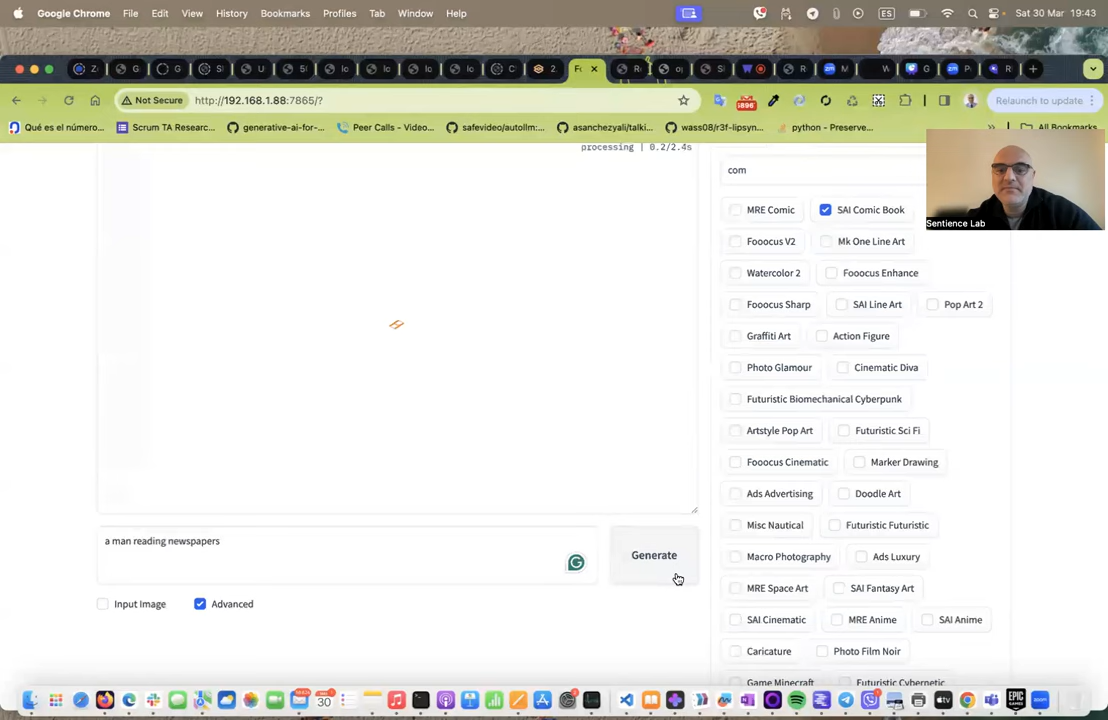 Google Chrome File Edit View History Bookmarks Profiles Tab Window Help ES Sat 30 Mar 19:43
Not Secure http://192.168.1.88:7865/? Relaunch to update
Qué es el número... Scrum TA Researc... generative-ai-for-... Peer Calls - Video... safevideo/autollm:... asanchezyali/talki... wass08/r3f-lipsyn... python - Preserve... All Bookmarks
processing | 0.2/2.4s
com
Sentience Lab
MRE Comic SAI Comic Book
Fooocus V2 Mk One Line Art
Watercolor 2 Fooocus Enhance
Fooocus Sharp SAI Line Art Pop Art 2
Graffiti Art Action Figure
Photo Glamour Cinematic Diva
Futuristic Biomechanical Cyberpunk
Artstyle Pop Art Futuristic Sci Fi
Fooocus Cinematic Marker Drawing
Ads Advertising Doodle Art
Misc Nautical Futuristic Futuristic
Macro Photography Ads Luxury
MRE Space Art SAI Fantasy Art
SAI Cinematic MRE Anime SAI Anime
Caricature Photo Film Noir
Game Minecraft Futuristic Cybernetic
a man reading newspapers
Generate
Input Image Advanced